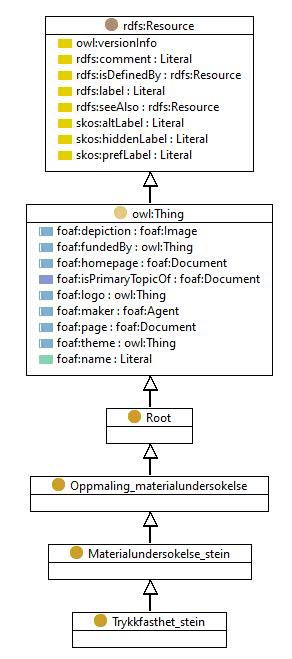 rdfs:Resource
owl:versionInfo
rdfs:comment : Literal
rdfs:isDefinedBy : rdfs:Resource
rdfs:label : Literal
rdfs:seeAlso : rdfs:Resource
skos:altLabel : Literal
skos:hiddenLabel : Literal
skos:prefLabel : Literal
owl:Thing
foaf:depiction : foaf:Image
foaf:fundedBy : owl:Thing
foaf:homepage : foaf:Document
foaf:isPrimaryTopicOf : foaf:Document
foaf:logo : owl:Thing
foaf:maker : foaf:Agent
foaf:page : foaf:Document
foaf:theme : owl:Thing
foaf:name : Literal
Root
Oppmaling_materialundersokelse
Materialundersokelse_stein
Trykkfasthet_stein